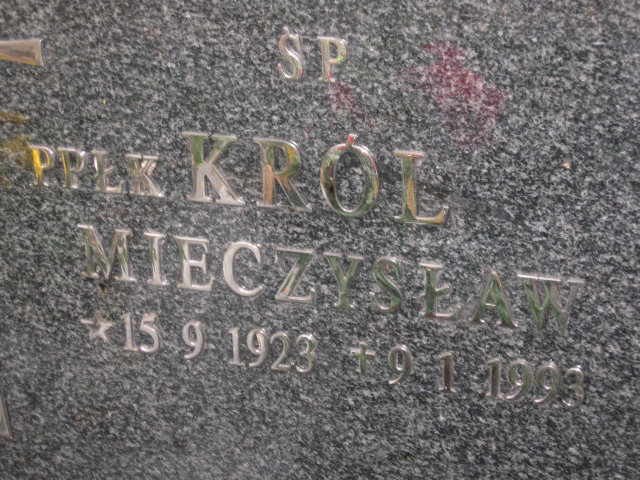 ŚP
PPŁK KRÓL
MIECZYSŁAW
★15 9 1923 ✝9 1 1993